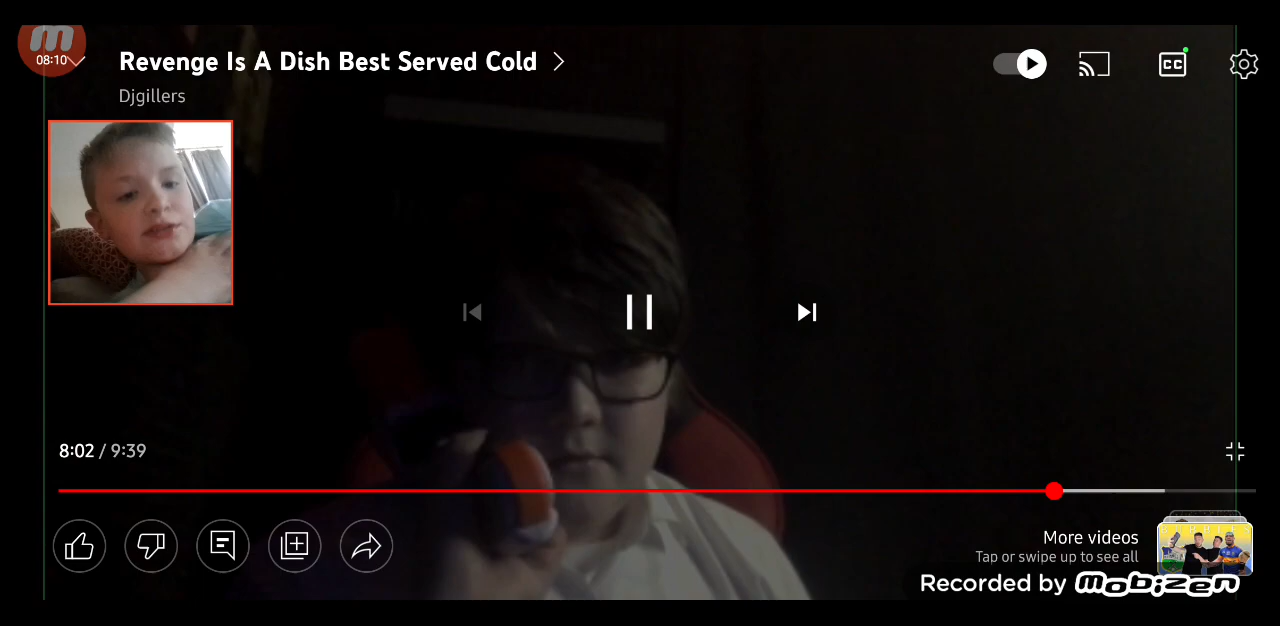 m
08:10
Revenge Is A Dish Best Served Cold
Djgillers
CC
8:02 / 9:39
More videos
Tap or swipe up to see all
Recorded by mobizen